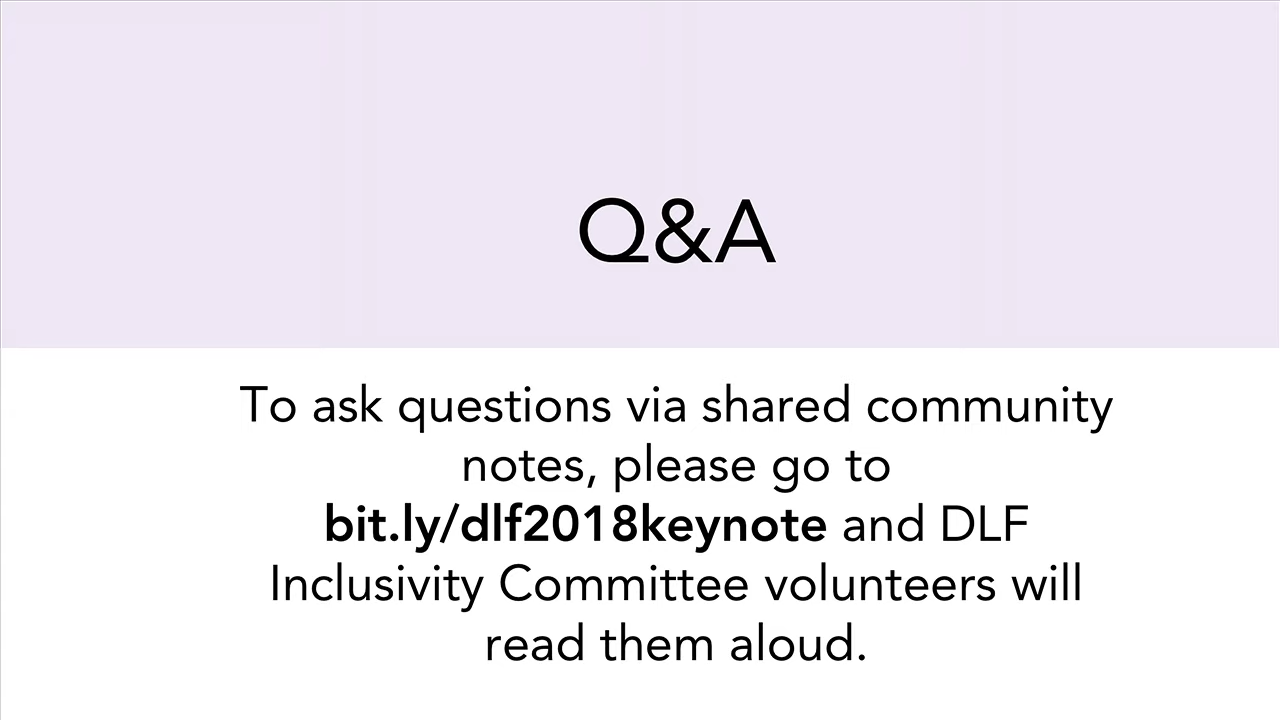 Q&A
To ask questions via shared community
notes, please go to
bit.ly/dlf2018keynote and DLF
Inclusivity Committee volunteers will
read them aloud.